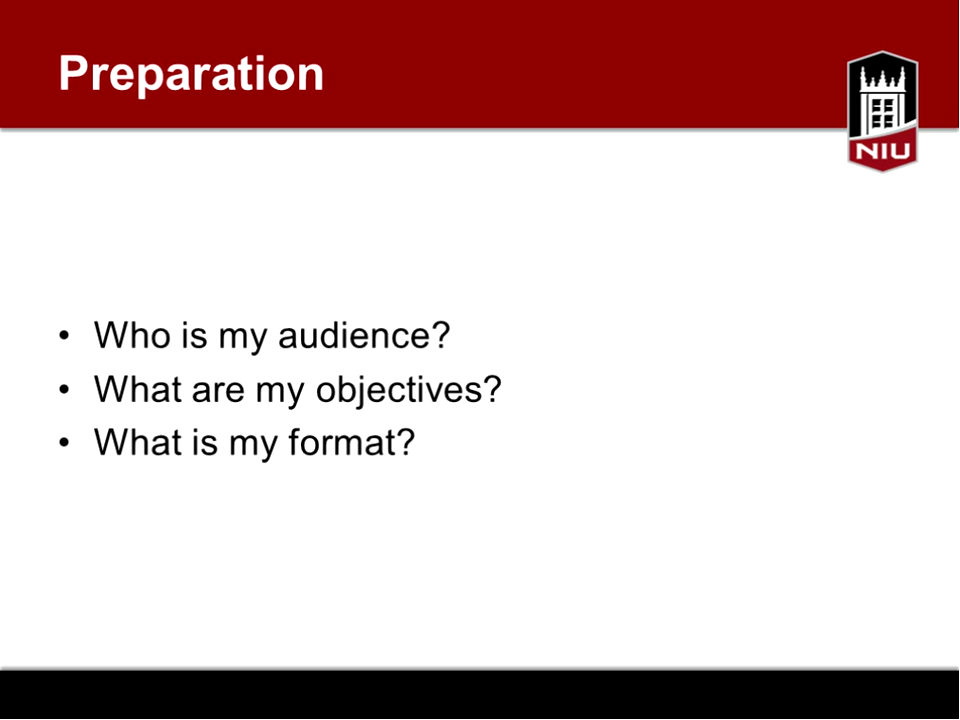 Preparation
NIU
• Who is my audience?
• What are my objectives?
• What is my format?